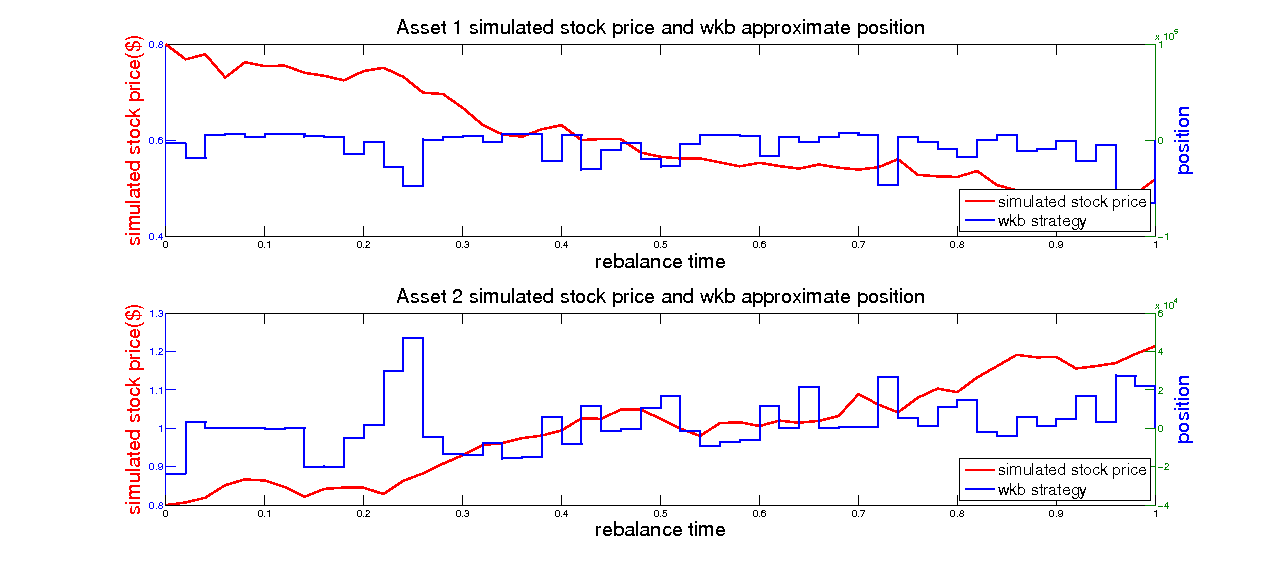 Asset 1 simulated stock price and wkb approximate position
x 10^5
simulated stock price($)
0.8
0.6
0.4
1
0
-1
position
simulated stock price
wkb strategy
0 0.1 0.2 0.3 0.4 0.5 0.6 0.7 0.8 0.9 1
rebalance time
Asset 2 simulated stock price and wkb approximate position
x 10^4
simulated stock price($)
1.3
1.2
1.1
1
0.9
0.8
6
4
2
0
-2
-4
position
simulated stock price
wkb strategy
0 0.1 0.2 0.3 0.4 0.5 0.6 0.7 0.8 0.9 1
rebalance time